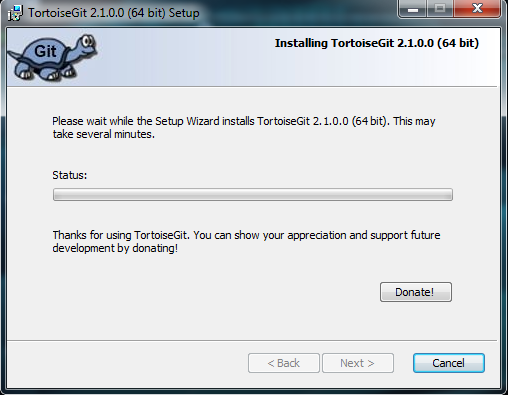 TortoiseGit 2.1.0.0 (64 bit) Setup
Git
Installing TortoiseGit 2.1.0.0 (64 bit)
Please wait while the Setup Wizard installs TortoiseGit 2.1.0.0 (64 bit). This may
take several minutes.
Status:
Thanks for using TortoiseGit. You can show your appreciation and support future
development by donating!
Donate!
< Back
Next >
Cancel